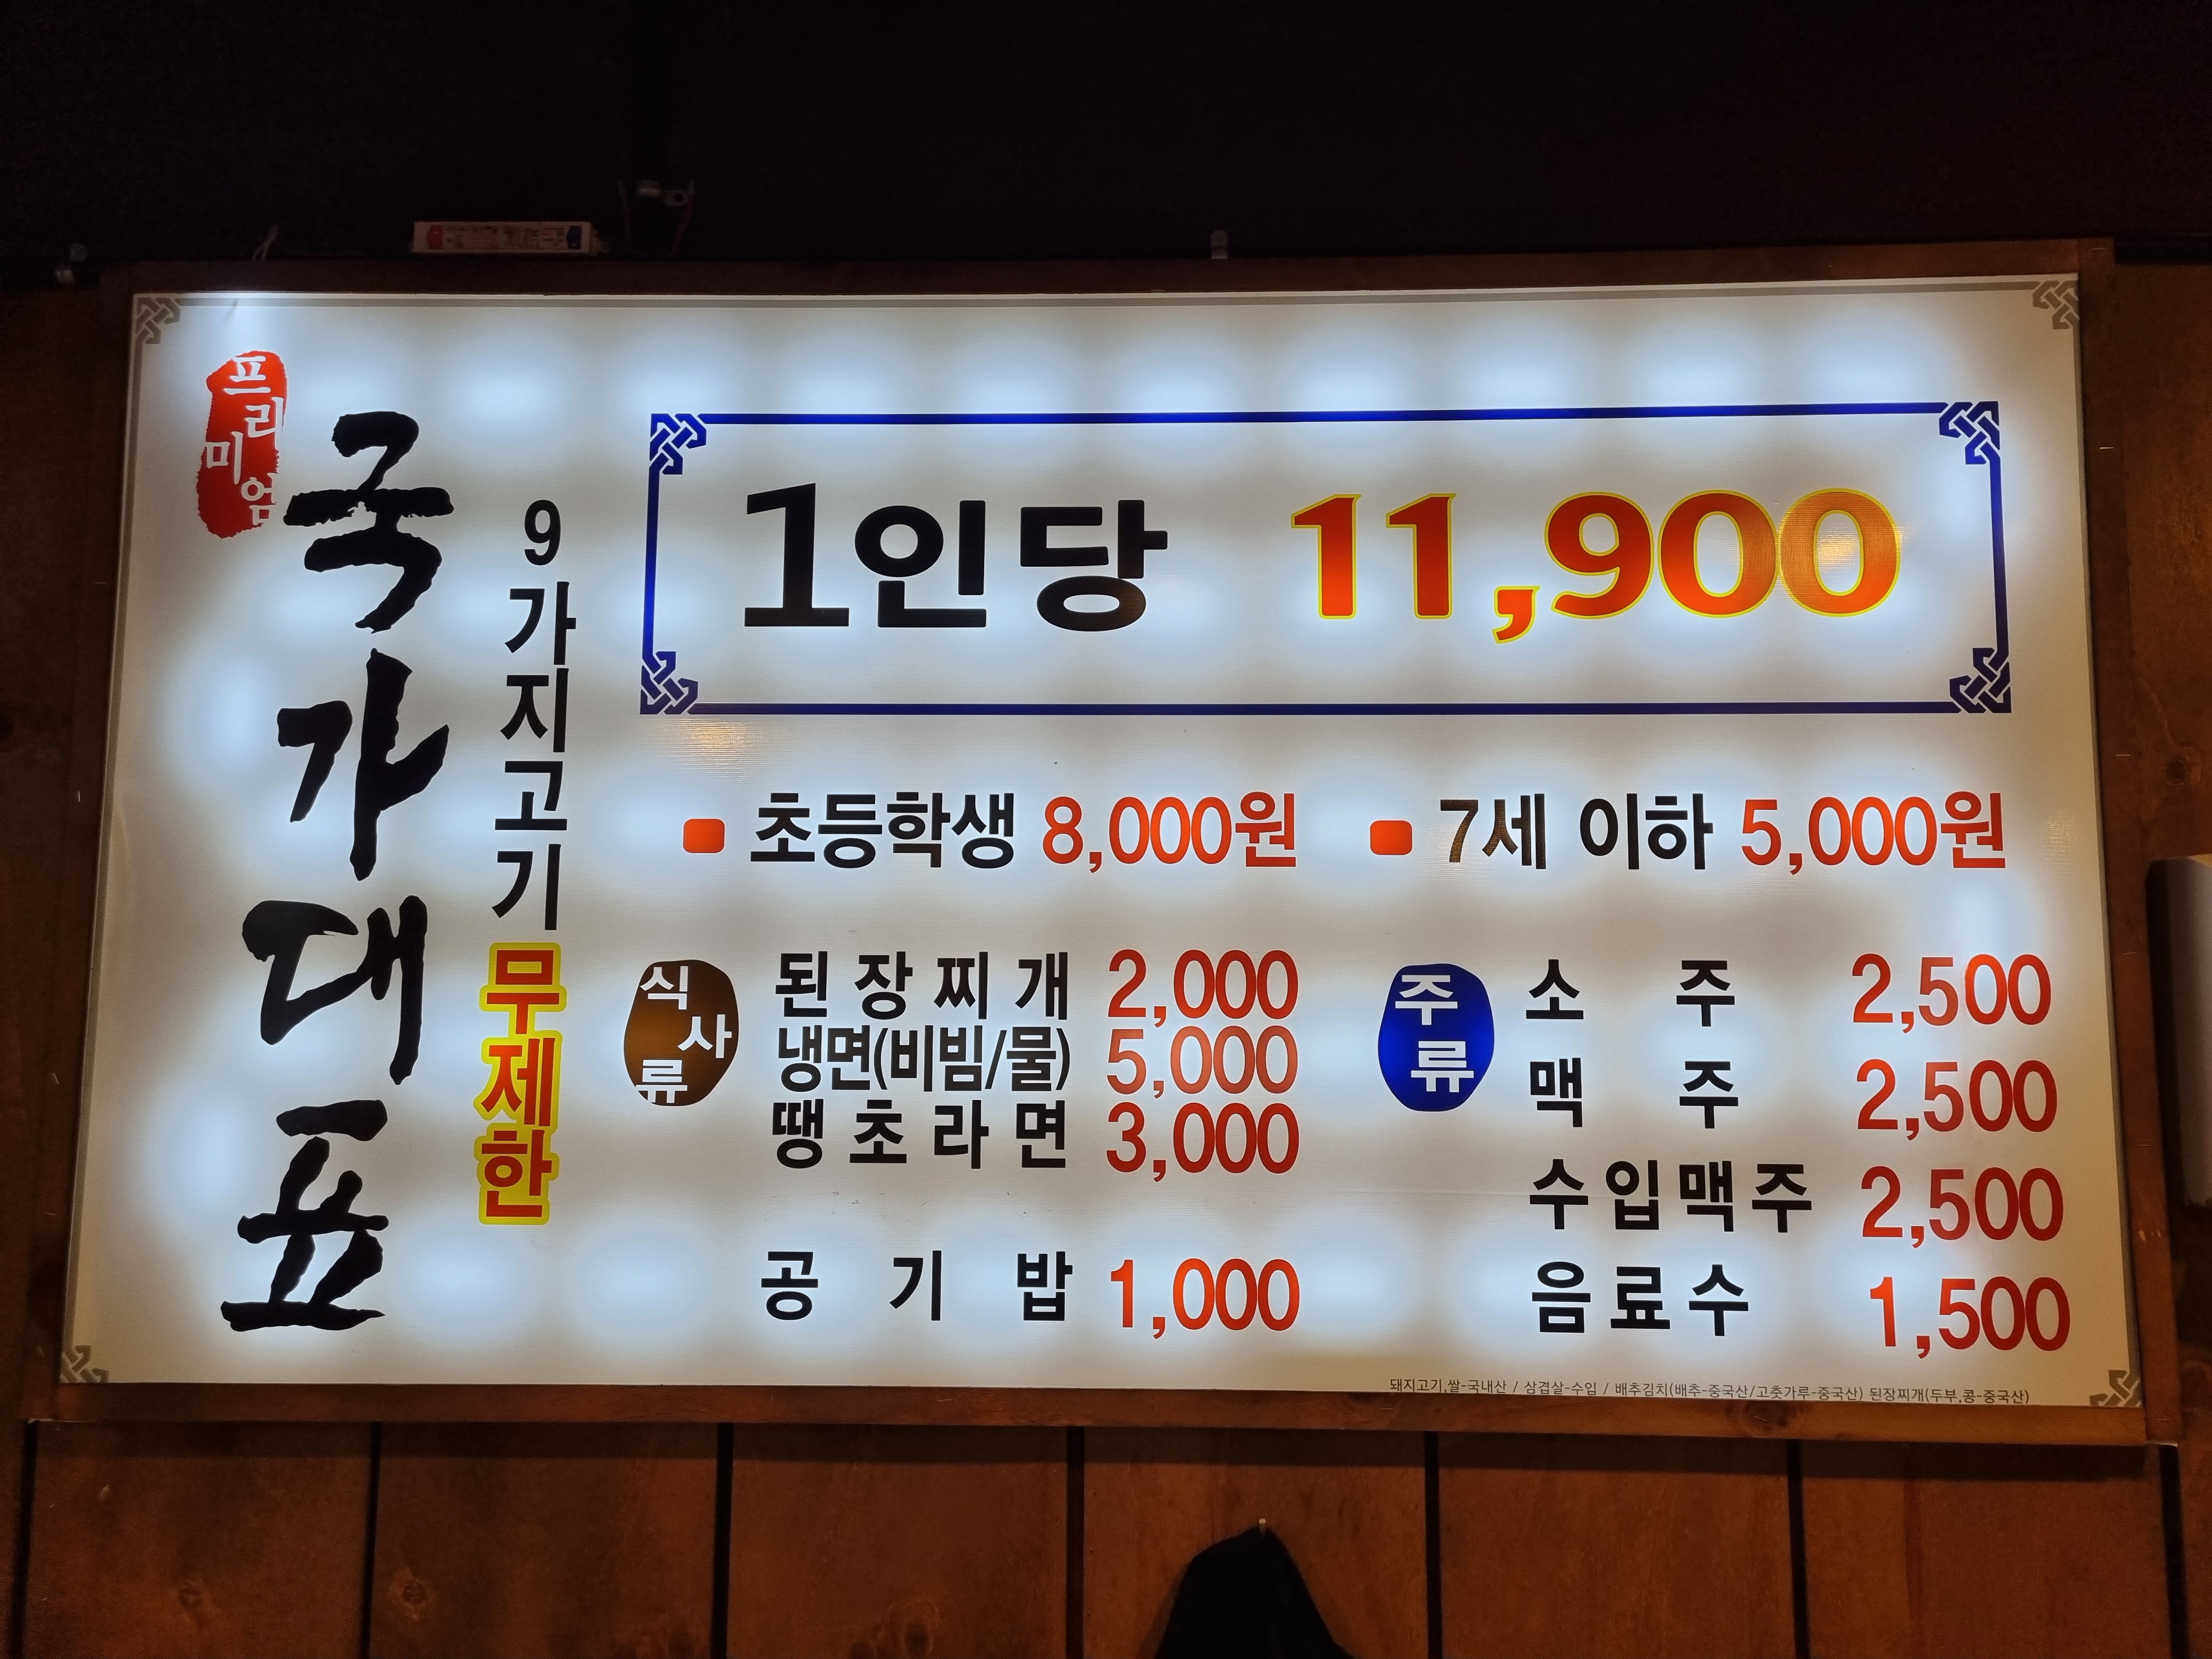 프리미엄
국가대표
9가지고기 무제한
1인당 11,900
초등학생 8,000원
7세 이하 5,000원
식사류
된장찌개 2,000
냉면(비빔/물) 5,000
땡초라면 3,000
공기밥 1,000
주류
소주 2,500
맥주 2,500
수입맥주 2,500
음료수 1,500
돼지고기,쌀-국내산 / 삼겹살-수입 / 배추김치(배추-중국산/고춧가루-중국산) 된장찌개(두부,콩-중국산)